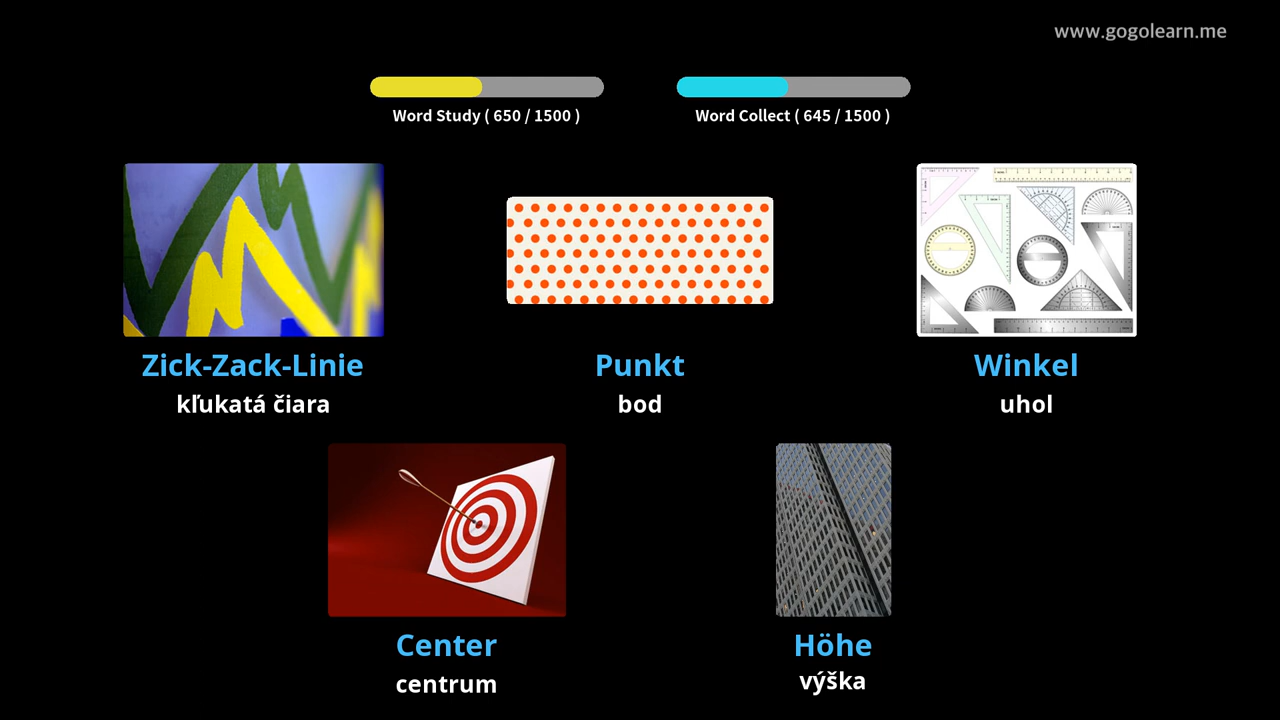 www.gogolearn.me
Word Study ( 650 / 1500 )
Word Collect ( 645 / 1500 )
Zick-Zack-Linie
kľukatá čiara
Punkt
bod
Winkel
uhol
Center
centrum
Höhe
výška